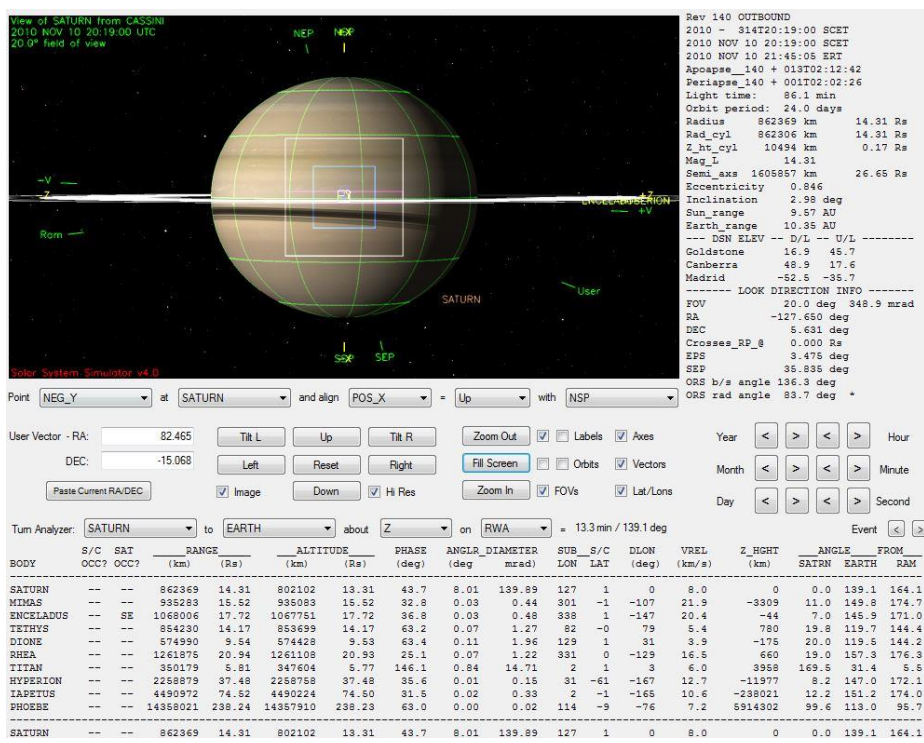 View of SATURN from CASSINI
2010 NOV 10 20:19:00 UTC
20.0° field of view
NEP
NEP
-V
-Z
+Z
+V
Ram
User
SATURN
SEP
Solar System Simulator v4.0
Rev 140 OUTBOUND
2010 - 314T20:19:00 SCET
2010 NOV 10 20:19:00 SCET
2010 NOV 10 21:45:05 ERT
Apoapse__140 + 013T02:12:42
Periapse_140 + 001T02:02:26
Light time: 86.1 min
Orbit period: 24.0 days
Radius 862369 km 14.31 Rs
Rad_cyl 862306 km 14.31 Rs
Z_ht_cyl 10494 km 0.17 Rs
Mag_L 14.31
Semi_axs 1605857 km 26.65 Rs
Eccentricity 0.846
Inclination 2.98 deg
Sun_range 9.57 AU
Earth_range 10.35 AU
--- DSN ELEV -- D/L -- U/L --------
Goldstone 16.9 45.7
Canberra 48.9 17.6
Madrid -52.5 -35.7
------- LOOK DIRECTION INFO -------
FOV 20.0 deg 348.9 mrad
RA -127.650 deg
DEC 5.631 deg
Crosses_RP_@ 0.000 Rs
EPS 3.475 deg
SEP 35.835 deg
ORS b/s angle 136.3 deg
ORS rad angle 83.7 deg *
Point NEG_Y at SATURN and align POS_X = Up with NSP
User Vector - RA: 82.465 Tilt L Up Tilt R Zoom Out Labels Axes Year < > < > Hour
DEC: -15.068 Left Reset Right Fill Screen Orbits Vectors Month < > < > Minute
Paste Current RA/DEC Image Down Hi Res Zoom In FOVs Lat/Lons Day < > < > Second
Turn Analyzer: SATURN to EARTH about Z on RWA = 13.3 min / 139.1 deg Event < >
S/C SAT RANGE ALTITUDE PHASE ANGLR_DIAMETER SUB_S/C DLON VREL Z_HGHT ANGLE FROM
BODY OCC? OCC? (km) (Rs) (km) (Rs) (deg) (deg mrad) LON LAT (deg) (km/s) (km) SATRN EARTH RAM
SATURN -- -- 862369 14.31 802102 13.31 43.7 8.01 139.89 127 1 0 8.0 0 0.0 139.1 164.1
MIMAS -- -- 935283 15.52 935083 15.52 32.8 0.03 0.44 301 -1 -107 21.9 -3309 11.0 149.8 174.7
ENCELADUS -- SE 1068006 17.72 1067751 17.72 36.8 0.03 0.48 338 1 -147 20.4 -44 7.0 145.9 171.0
TETHYS -- -- 854230 14.17 853699 14.17 63.2 0.07 1.27 82 -0 79 5.4 780 19.8 119.7 144.4
DIONE -- -- 574990 9.54 574428 9.53 63.4 0.11 1.96 129 1 31 3.9 -175 20.0 119.5 144.2
RHEA -- -- 1261875 20.94 1261108 20.93 25.1 0.07 1.22 331 0 -129 16.5 660 19.0 157.3 176.3
TITAN -- -- 350179 5.81 347604 5.77 146.1 0.84 14.71 2 1 3 6.0 3958 169.5 31.4 5.5
HYPERION -- -- 2258879 37.48 2258758 37.48 35.6 0.01 0.15 31 -61 -167 12.7 -11977 8.2 147.0 172.1
IAPETUS -- -- 4490972 74.52 4490224 74.50 31.5 0.02 0.33 2 -1 -165 10.6 -238021 12.2 151.2 174.0
PHOEBE -- -- 14358021 238.24 14357910 238.23 63.0 0.00 0.02 114 -9 -76 7.2 5914302 99.6 113.0 95.7
SATURN -- -- 862369 14.31 802102 13.31 43.7 8.01 139.89 127 1 0 8.0 0 0.0 139.1 164.1